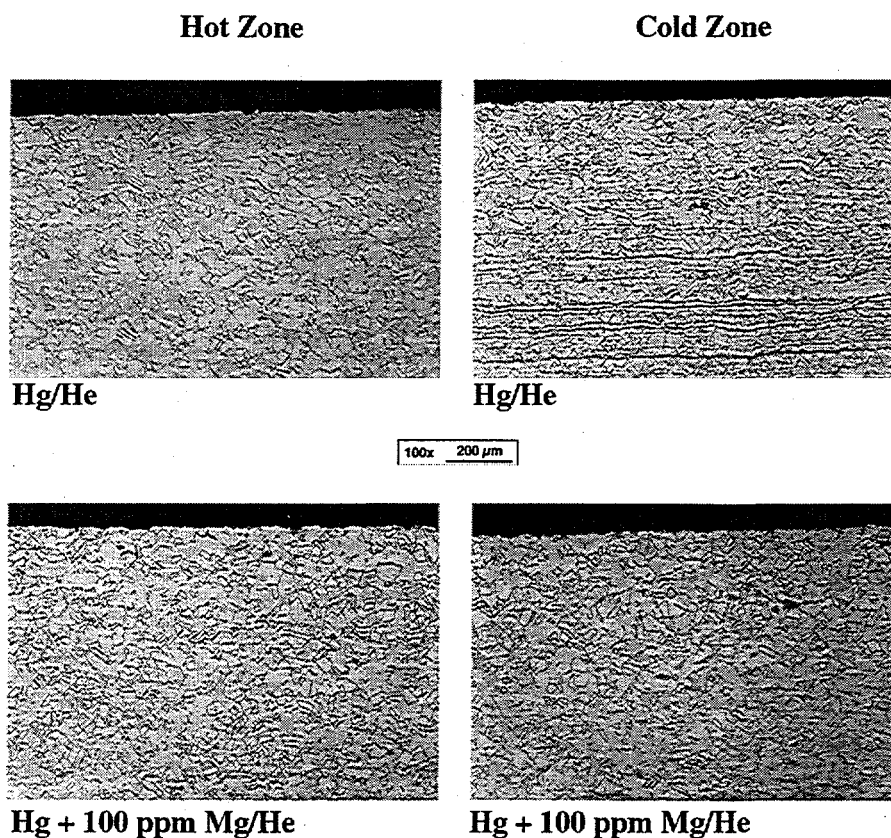 Hot Zone
Cold Zone
Hg/He
Hg/He
100x 200 µm
Hg + 100 ppm Mg/He
Hg + 100 ppm Mg/He